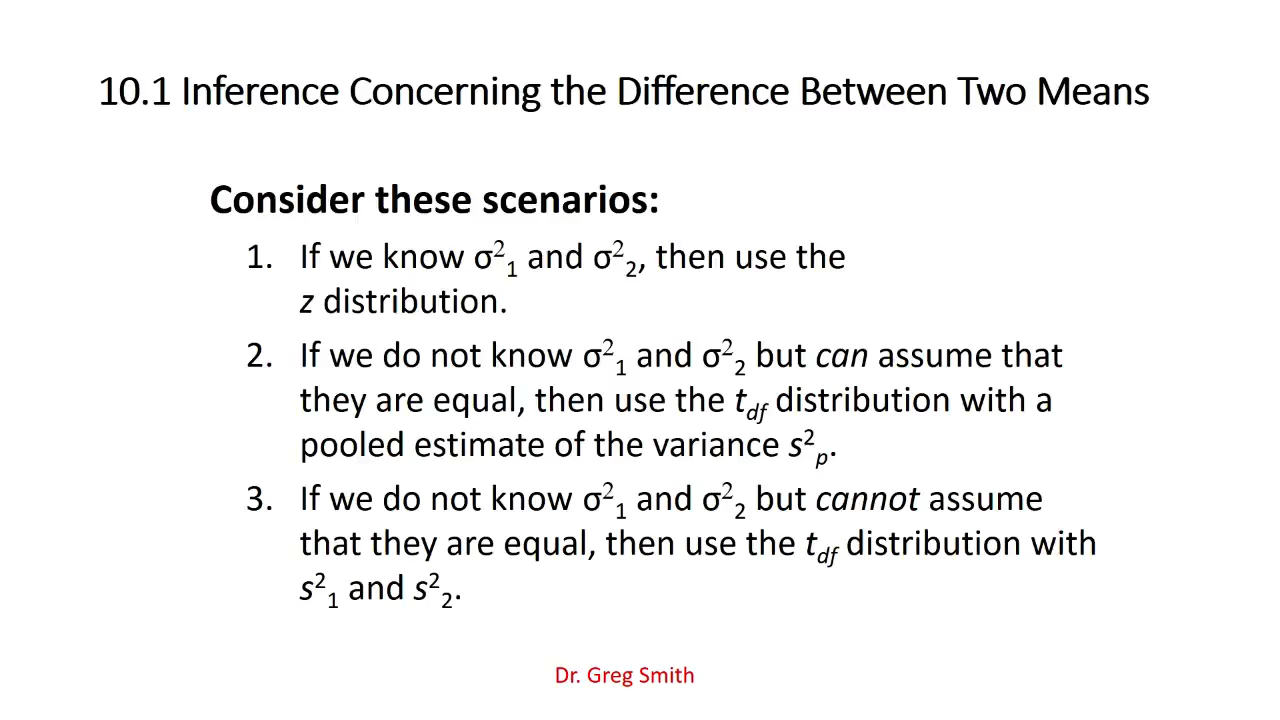 10.1 Inference Concerning the Difference Between Two Means
Consider these scenarios:
1. If we know σ²₁ and σ²₂, then use the
z distribution.
2. If we do not know σ²₁ and σ²₂ but can assume that
they are equal, then use the t_df distribution with a
pooled estimate of the variance s²ₚ.
3. If we do not know σ²₁ and σ²₂ but cannot assume
that they are equal, then use the t_df distribution with
s²₁ and s²₂.
Dr. Greg Smith